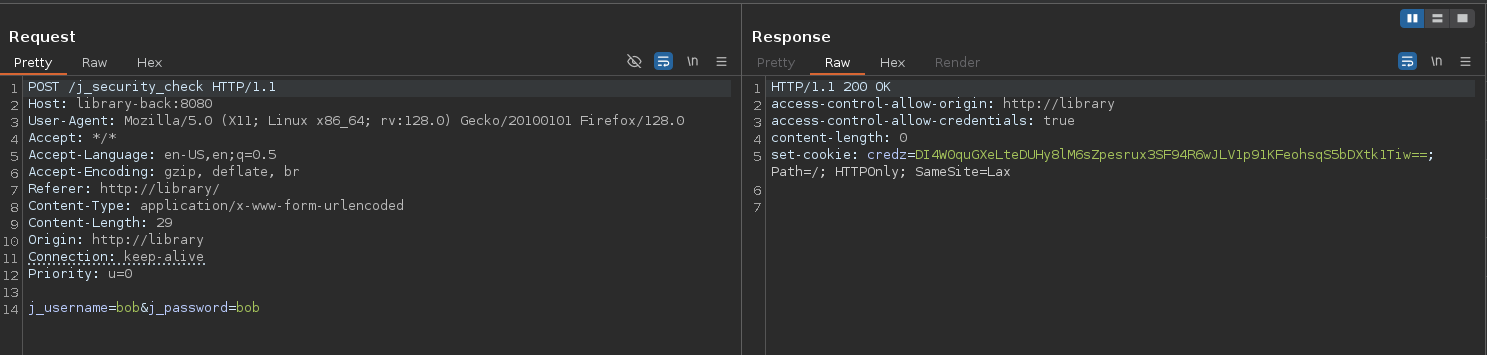 Request
Pretty Raw Hex \n
1 POST /j_security_check HTTP/1.1
2 Host: library-back:8080
3 User-Agent: Mozilla/5.0 (X11; Linux x86_64; rv:128.0) Gecko/20100101 Firefox/128.0
4 Accept: */*
5 Accept-Language: en-US,en;q=0.5
6 Accept-Encoding: gzip, deflate, br
7 Referer: http://library/
8 Content-Type: application/x-www-form-urlencoded
9 Content-Length: 29
10 Origin: http://library
11 Connection: keep-alive
12 Priority: u=0
13
14 j_username=bob&j_password=bob
Response
Pretty Raw Hex Render \n
1 HTTP/1.1 200 OK
2 access-control-allow-origin: http://library
3 access-control-allow-credentials: true
4 content-length: 0
5 set-cookie: credz=DI4WOquGXeLteDUHy8lM6sZpesrux3SF94R6wJLV1p91KFeohsqS5bDXtk1Tiw==;
Path=/; HTTPOnly; SameSite=Lax
6
7